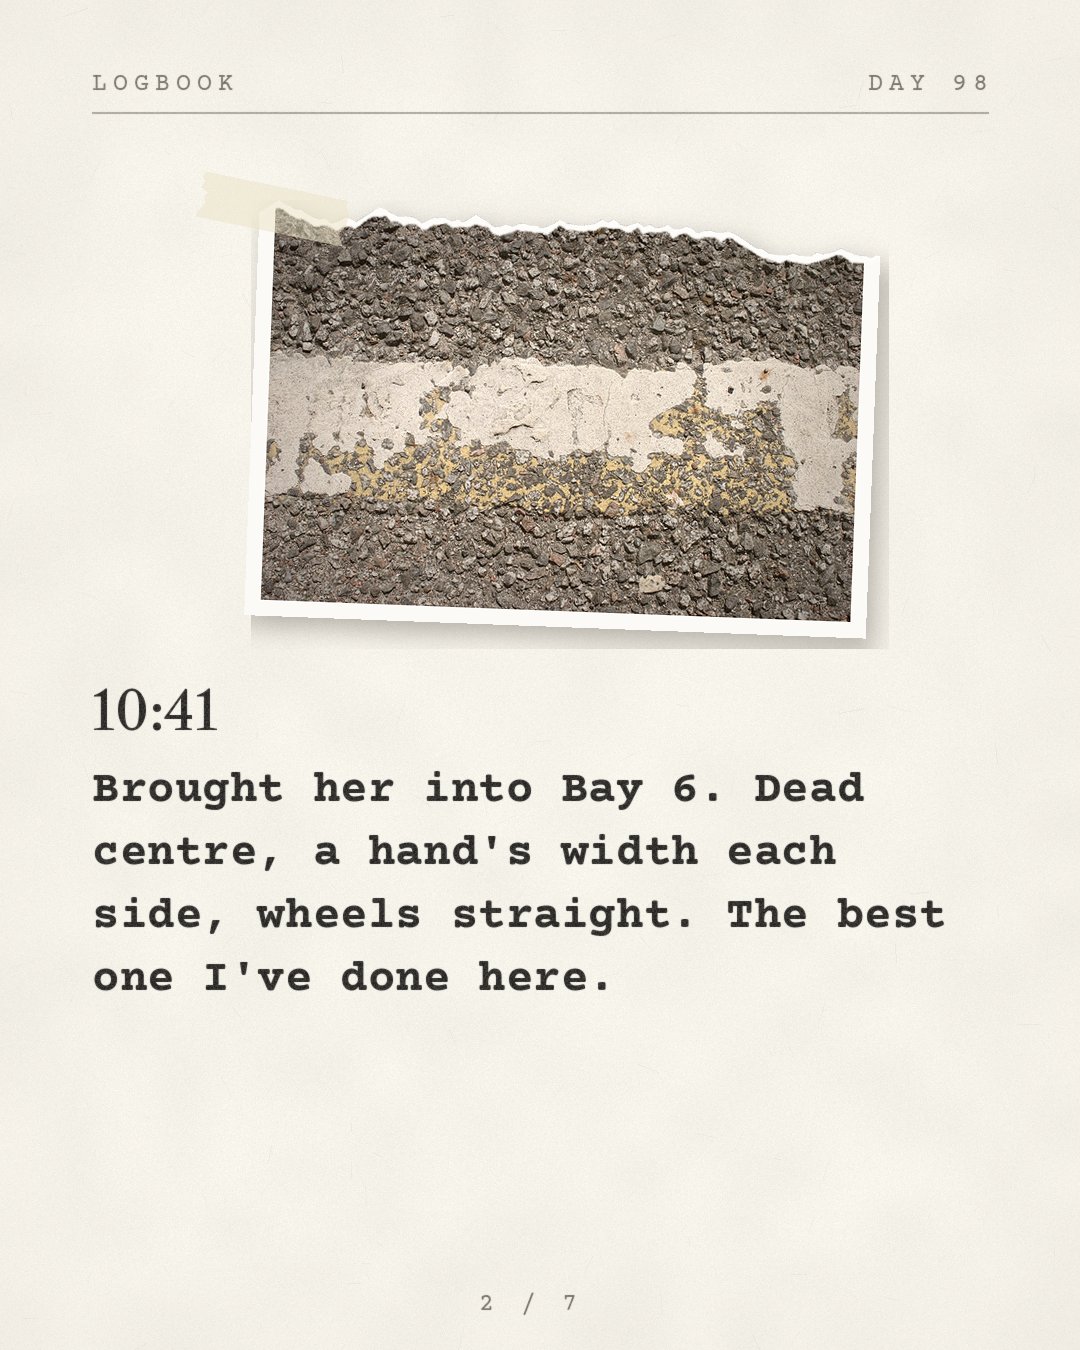 LOGBOOK DAY 98
10:41
Brought her into Bay 6. Dead
centre, a hand's width each
side, wheels straight. The best
one I've done here.
2 / 7